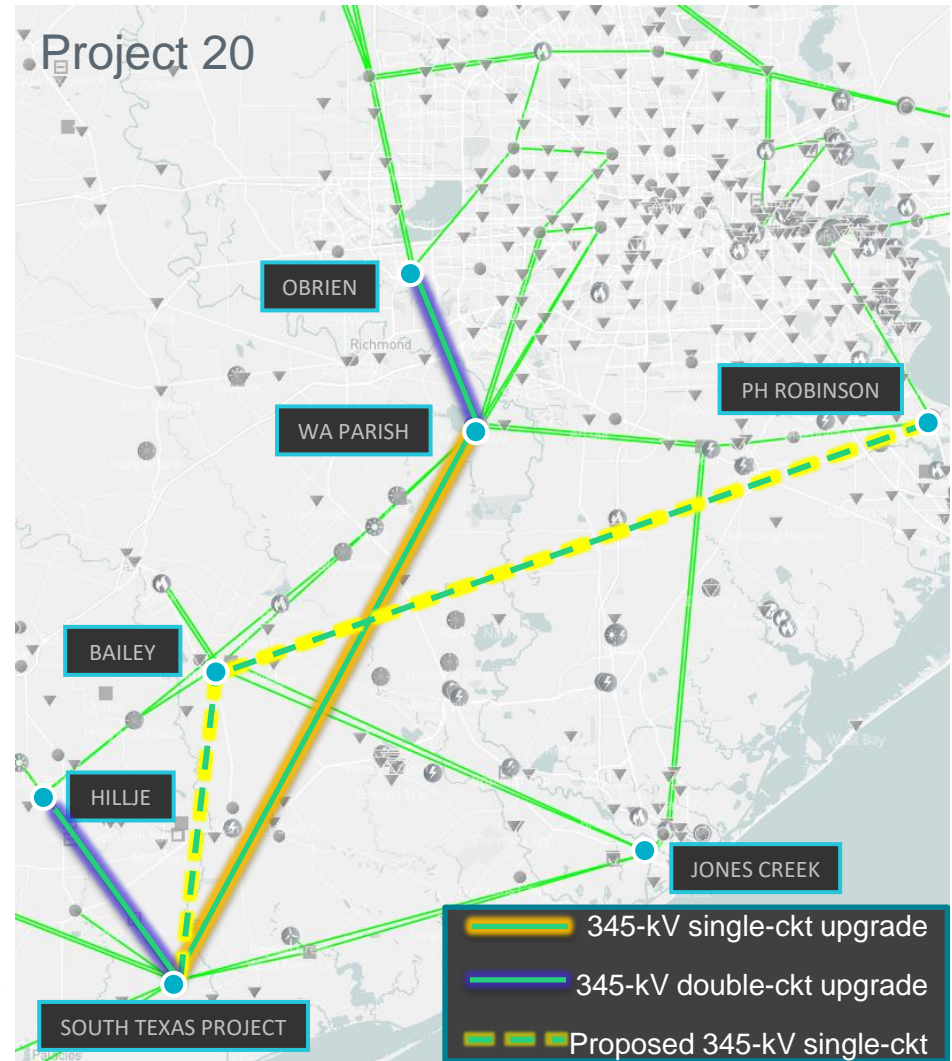 Project 20
OBRIEN
Richmond
PH ROBINSON
WA PARISH
BAILEY
West Bay
HILLJE
JONES CREEK
345-kV single-ckt upgrade
345-kV double-ckt upgrade
SOUTH TEXAS PROJECT
Proposed 345-kV single-ckt
Palacios